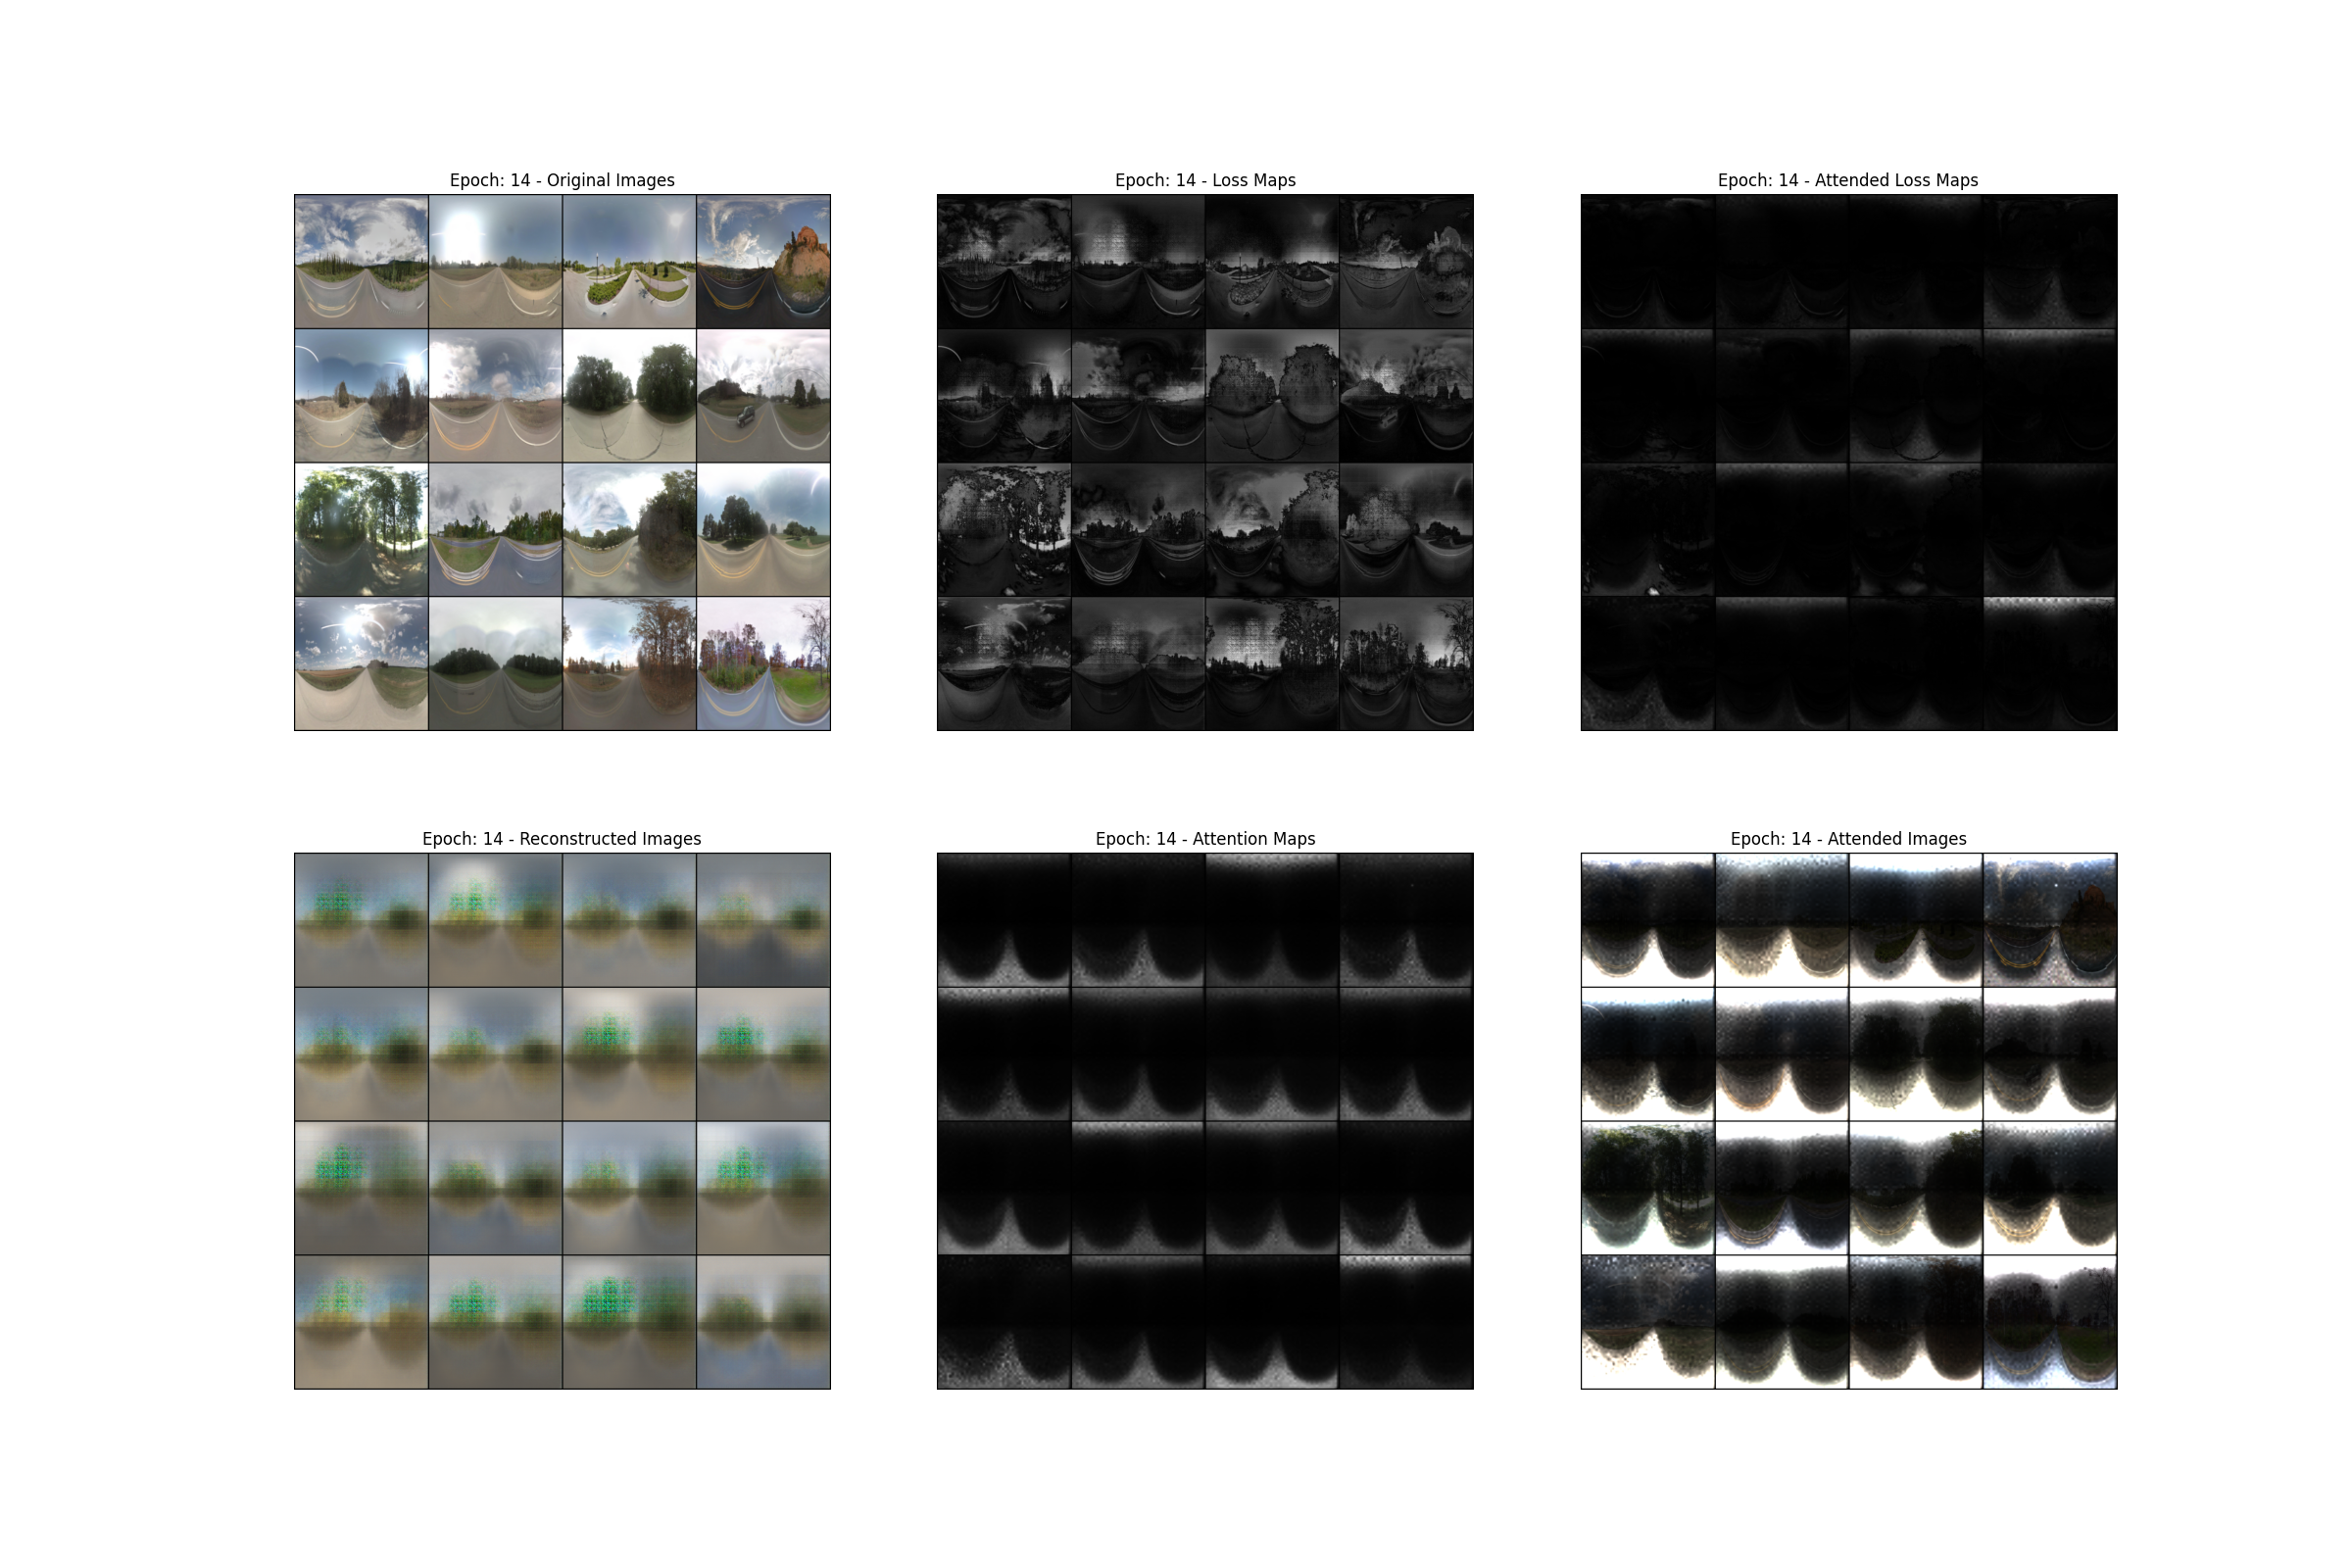 Epoch: 14 - Original Images
Epoch: 14 - Loss Maps
Epoch: 14 - Attended Loss Maps
Epoch: 14 - Reconstructed Images
Epoch: 14 - Attention Maps
Epoch: 14 - Attended Images